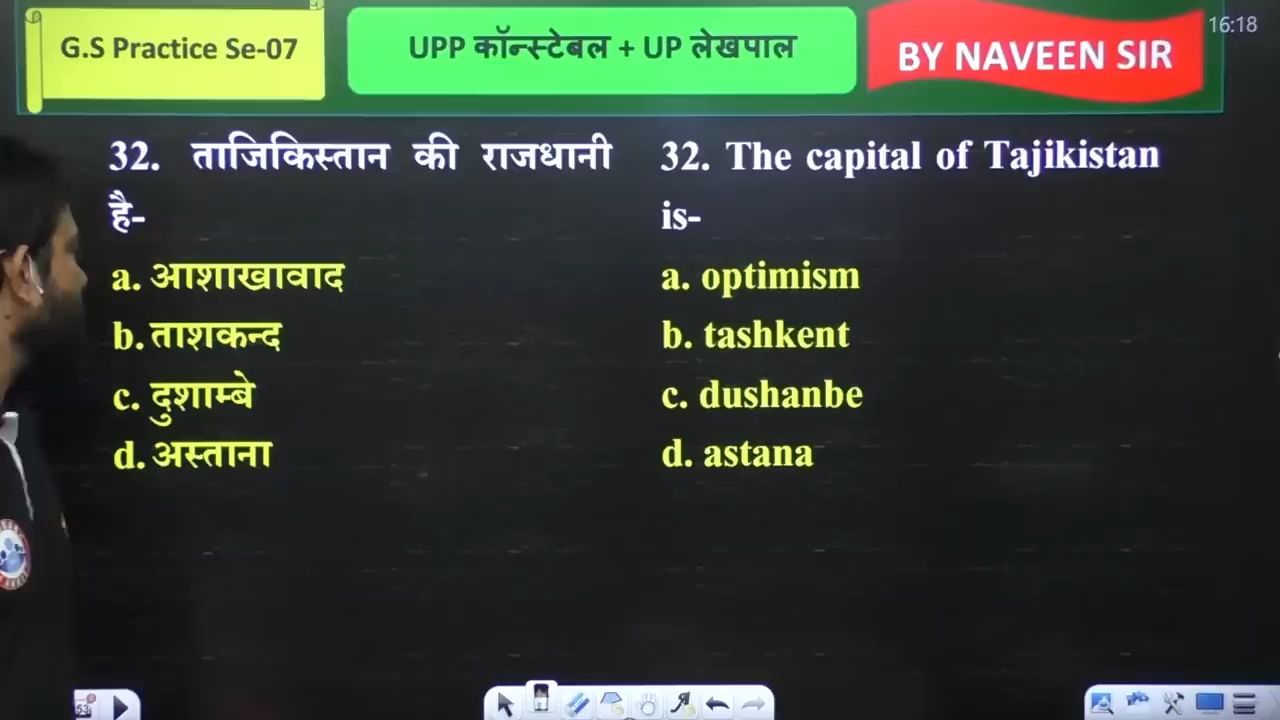 G.S Practice Se-07
UPP कॉन्स्टेबल + UP लेखपाल
BY NAVEEN SIR
16:18
32. ताजिकिस्तान की राजधानी
है-
a. आशाखावाद
b. ताशकन्द
c. दुशाम्बे
d. अस्ताना
32. The capital of Tajikistan
is-
a. optimism
b. tashkent
c. dushanbe
d. astana